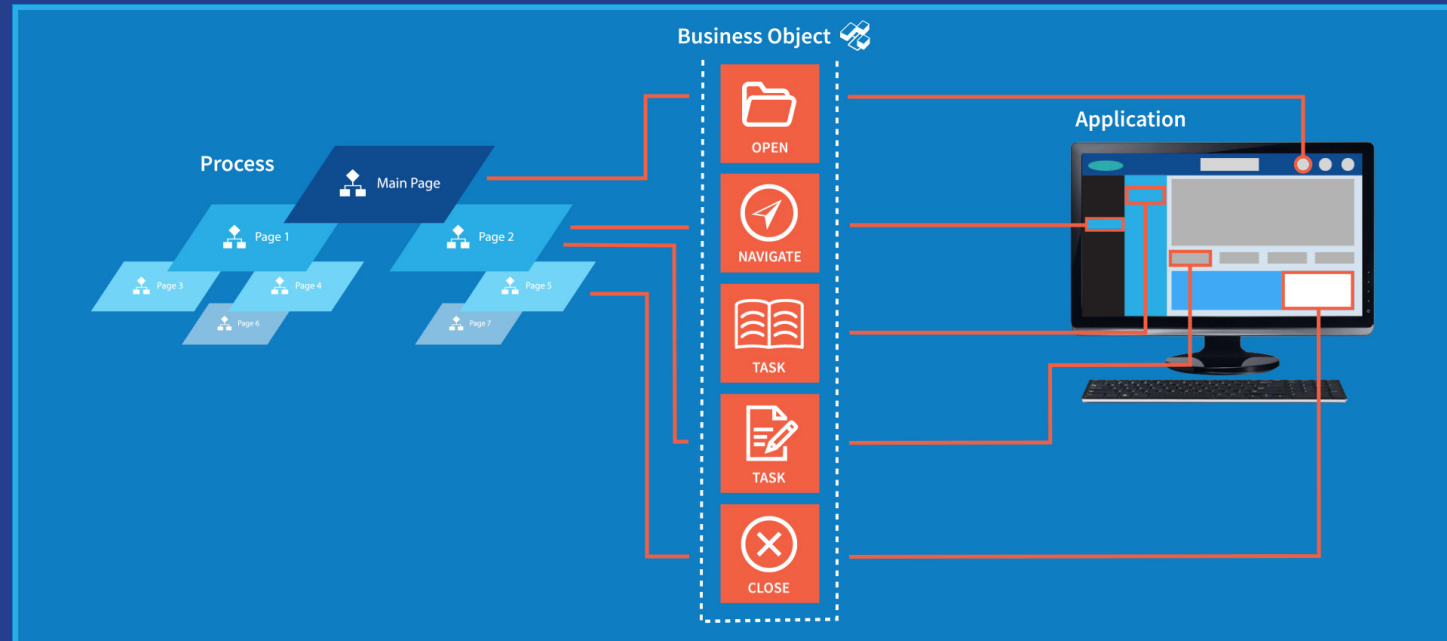 Business Object
Process
Main Page
Page 1
Page 2
Page 3
Page 4
Page 5
Page 6
Page 7
OPEN
NAVIGATE
TASK
TASK
CLOSE
Application